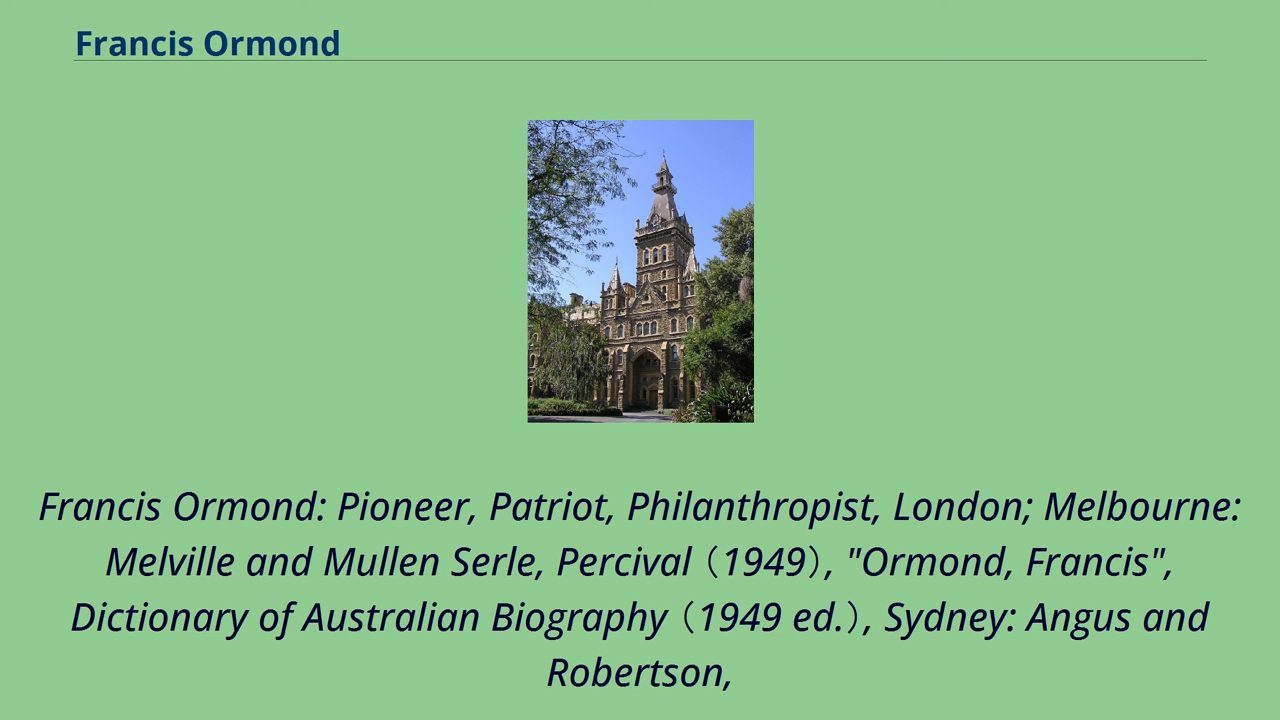 Francis Ormond
Francis Ormond: Pioneer, Patriot, Philanthropist, London; Melbourne:
Melville and Mullen Serle, Percival（1949）, "Ormond, Francis",
Dictionary of Australian Biography（1949 ed.）, Sydney: Angus and
Robertson,